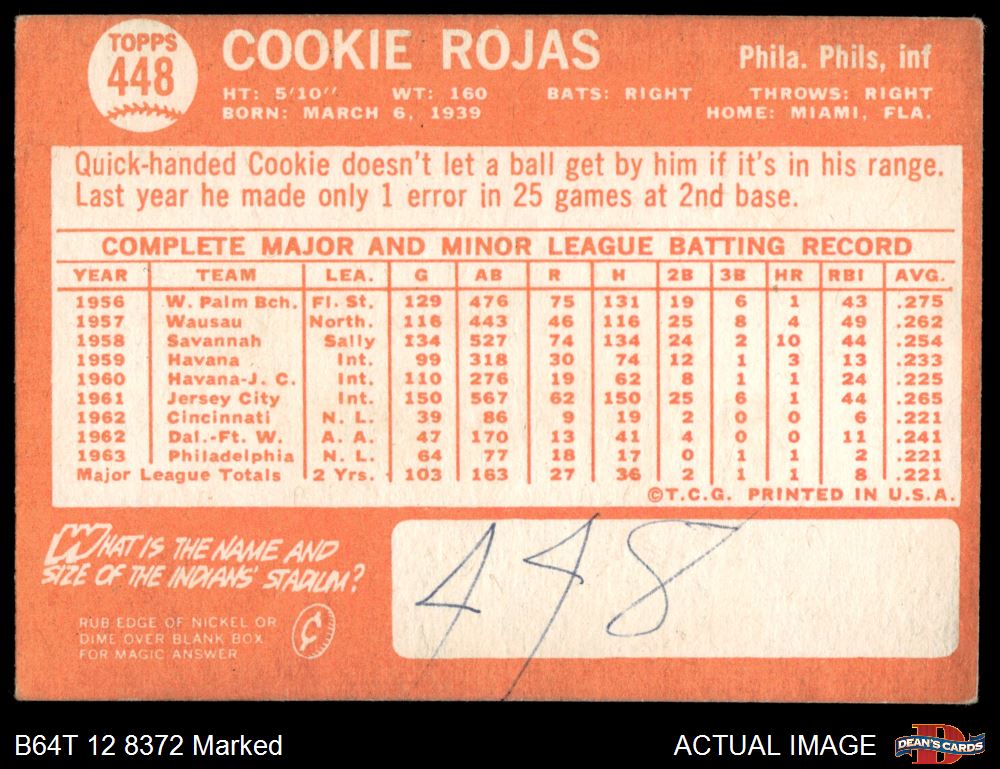 TOPPS
448
COOKIE ROJAS
Phila. Phils, inf
HT: 5'10" WT: 160 BATS: RIGHT THROWS: RIGHT
BORN: MARCH 6, 1939 HOME: MIAMI, FLA.
Quick-handed Cookie doesn't let a ball get by him if it's in his range.
Last year he made only 1 error in 25 games at 2nd base.
COMPLETE MAJOR AND MINOR LEAGUE BATTING RECORD
YEAR TEAM LEA. G AB R H 2B 3B HR RBI AVG.
1956 W. Palm Bch. Fl. St. 129 476 75 131 19 6 1 43 .275
1957 Wausau North. 116 443 46 116 25 8 4 49 .262
1958 Savannah Sally 134 527 74 134 24 2 10 44 .254
1959 Havana Int. 99 318 30 74 12 1 3 13 .233
1960 Havana-J. C. Int. 110 276 19 62 8 1 1 24 .225
1961 Jersey City Int. 150 567 62 150 25 6 1 44 .265
1962 Cincinnati N. L. 39 86 9 19 2 0 0 6 .221
1962 Dal.-Ft. W. A. A. 47 170 13 41 4 0 0 11 .241
1963 Philadelphia N. L. 64 77 18 17 0 1 1 2 .221
Major League Totals 2 Yrs. 103 163 27 36 2 1 1 8 .221
©T.C.G. PRINTED IN U.S.A.
WHAT IS THE NAME AND
SIZE OF THE INDIANS' STADIUM?
RUB EDGE OF NICKEL OR
DIME OVER BLANK BOX
FOR MAGIC ANSWER
¢
448
B64T 12 8372 Marked
ACTUAL IMAGE
DEAN'S CARDS